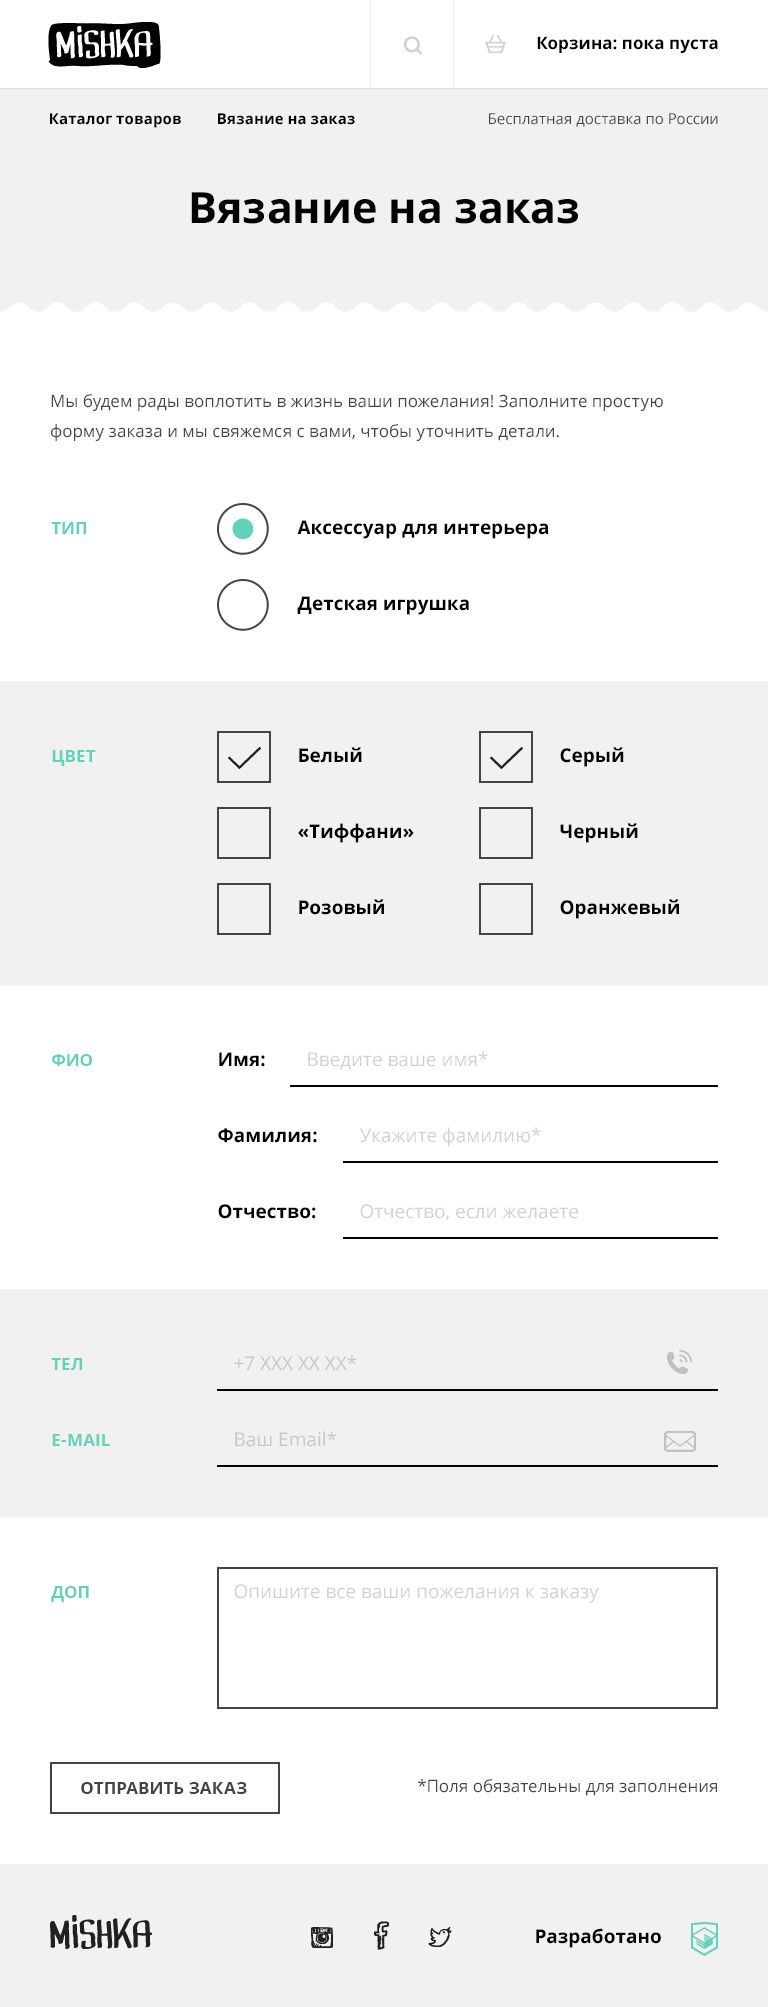 MiSHKA
Корзина: пока пуста
Каталог товаров
Вязание на заказ
Бесплатная доставка по России
Вязание на заказ
Мы будем рады воплотить в жизнь ваши пожелания! Заполните простую
форму заказа и мы свяжемся с вами, чтобы уточнить детали.
ТИП
Аксессуар для интерьера
Детская игрушка
ЦВЕТ
Белый
Серый
«Тиффани»
Черный
Розовый
Оранжевый
ФИО
Имя:
Введите ваше имя*
Фамилия:
Укажите фамилию*
Отчество:
Отчество, если желаете
ТЕЛ
+7 XXX XX XX*
E-MAIL
Ваш Email*
ДОП
Опишите все ваши пожелания к заказу
ОТПРАВИТЬ ЗАКАЗ
*Поля обязательны для заполнения
MiSHKA
Разработано